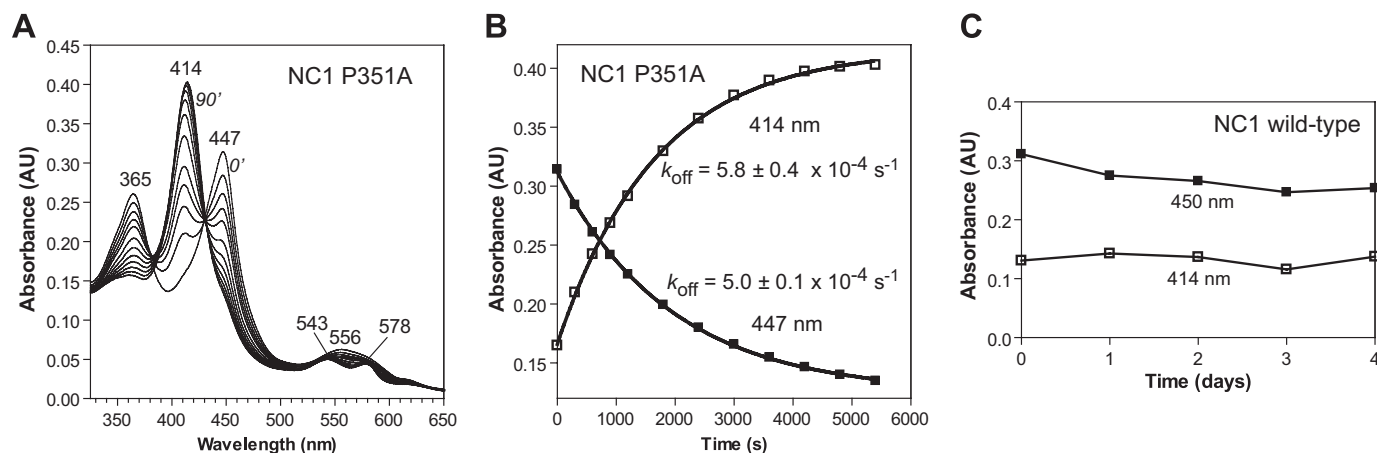 A
NC1 P351A
Absorbance (AU)
0.45
0.40
0.35
0.30
0.25
0.20
0.15
0.10
0.05
0.00
414
90’
447
0’
365
543
556
578
350
400
450
500
550
600
650
Wavelength (nm)
B
NC1 P351A
Absorbance (AU)
0.40
0.35
0.30
0.25
0.20
0.15
414 nm
koff = 5.8 ± 0.4 x 10-4 s-1
koff = 5.0 ± 0.1 x 10-4 s-1
447 nm
0
1000
2000
3000
4000
5000
6000
Time (s)
C
NC1 wild-type
Absorbance (AU)
0.4
0.3
0.2
0.1
0.0
450 nm
414 nm
0
1
2
3
4
Time (days)